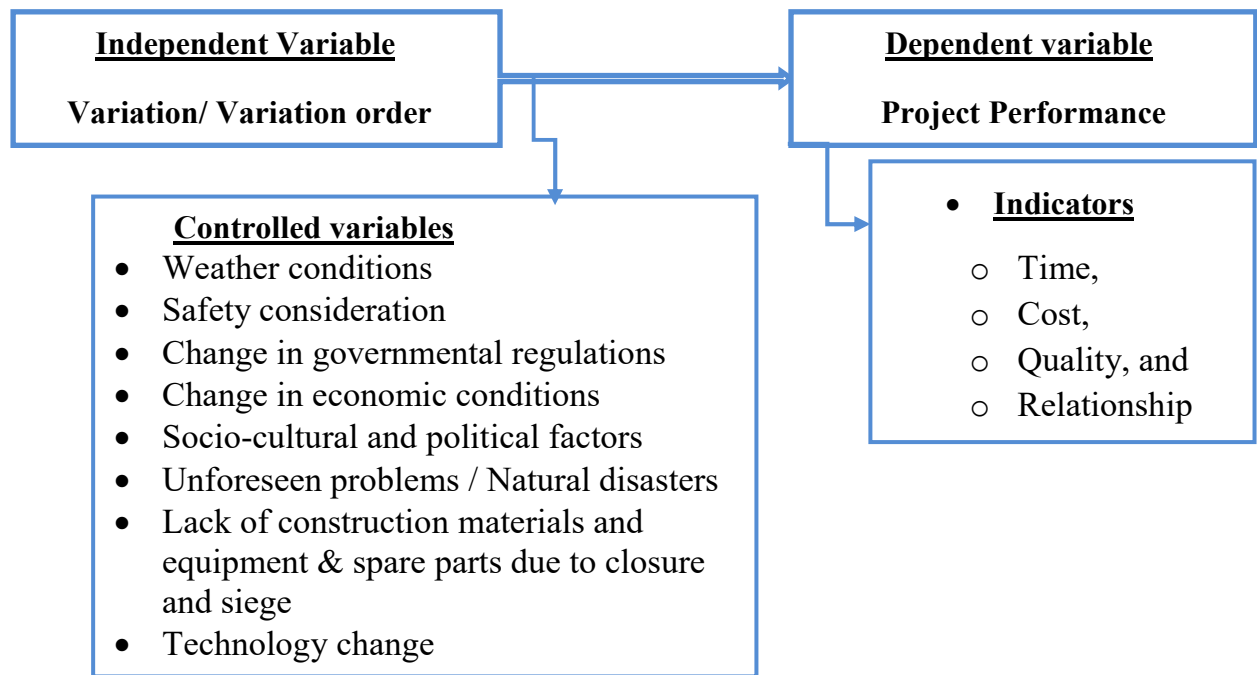 Independent Variable
Variation/ Variation order
Dependent variable
Project Performance
Controlled variables
• Weather conditions
• Safety consideration
• Change in governmental regulations
• Change in economic conditions
• Socio-cultural and political factors
• Unforeseen problems / Natural disasters
• Lack of construction materials and
equipment & spare parts due to closure
and siege
• Technology change
• Indicators
o Time,
o Cost,
o Quality, and
o Relationship